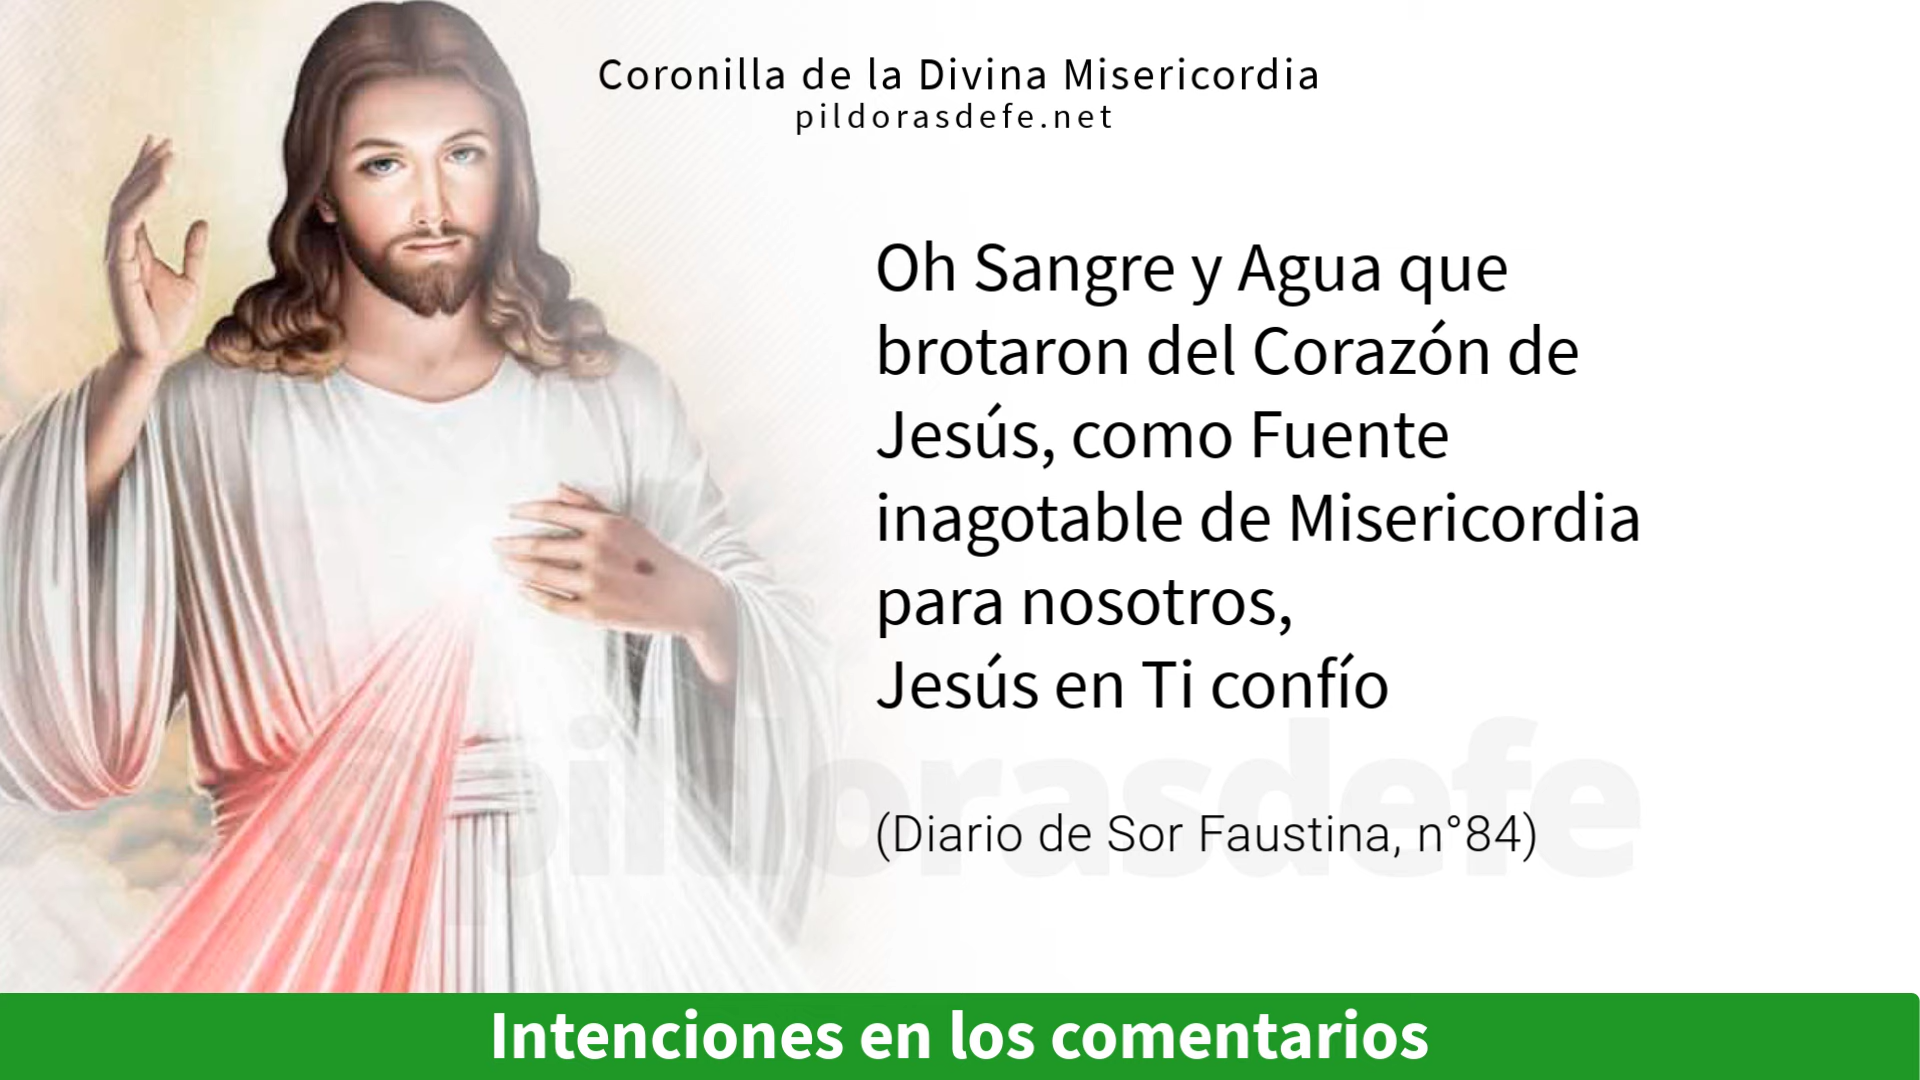 Coronilla de la Divina Misericordia
pildorasdefe.net
Oh Sangre y Agua que
brotaron del Corazón de
Jesús, como Fuente
inagotable de Misericordia
para nosotros,
Jesús en Ti confío
@pildorasdefe
(Diario de Sor Faustina, n°84)
Intenciones en los comentarios